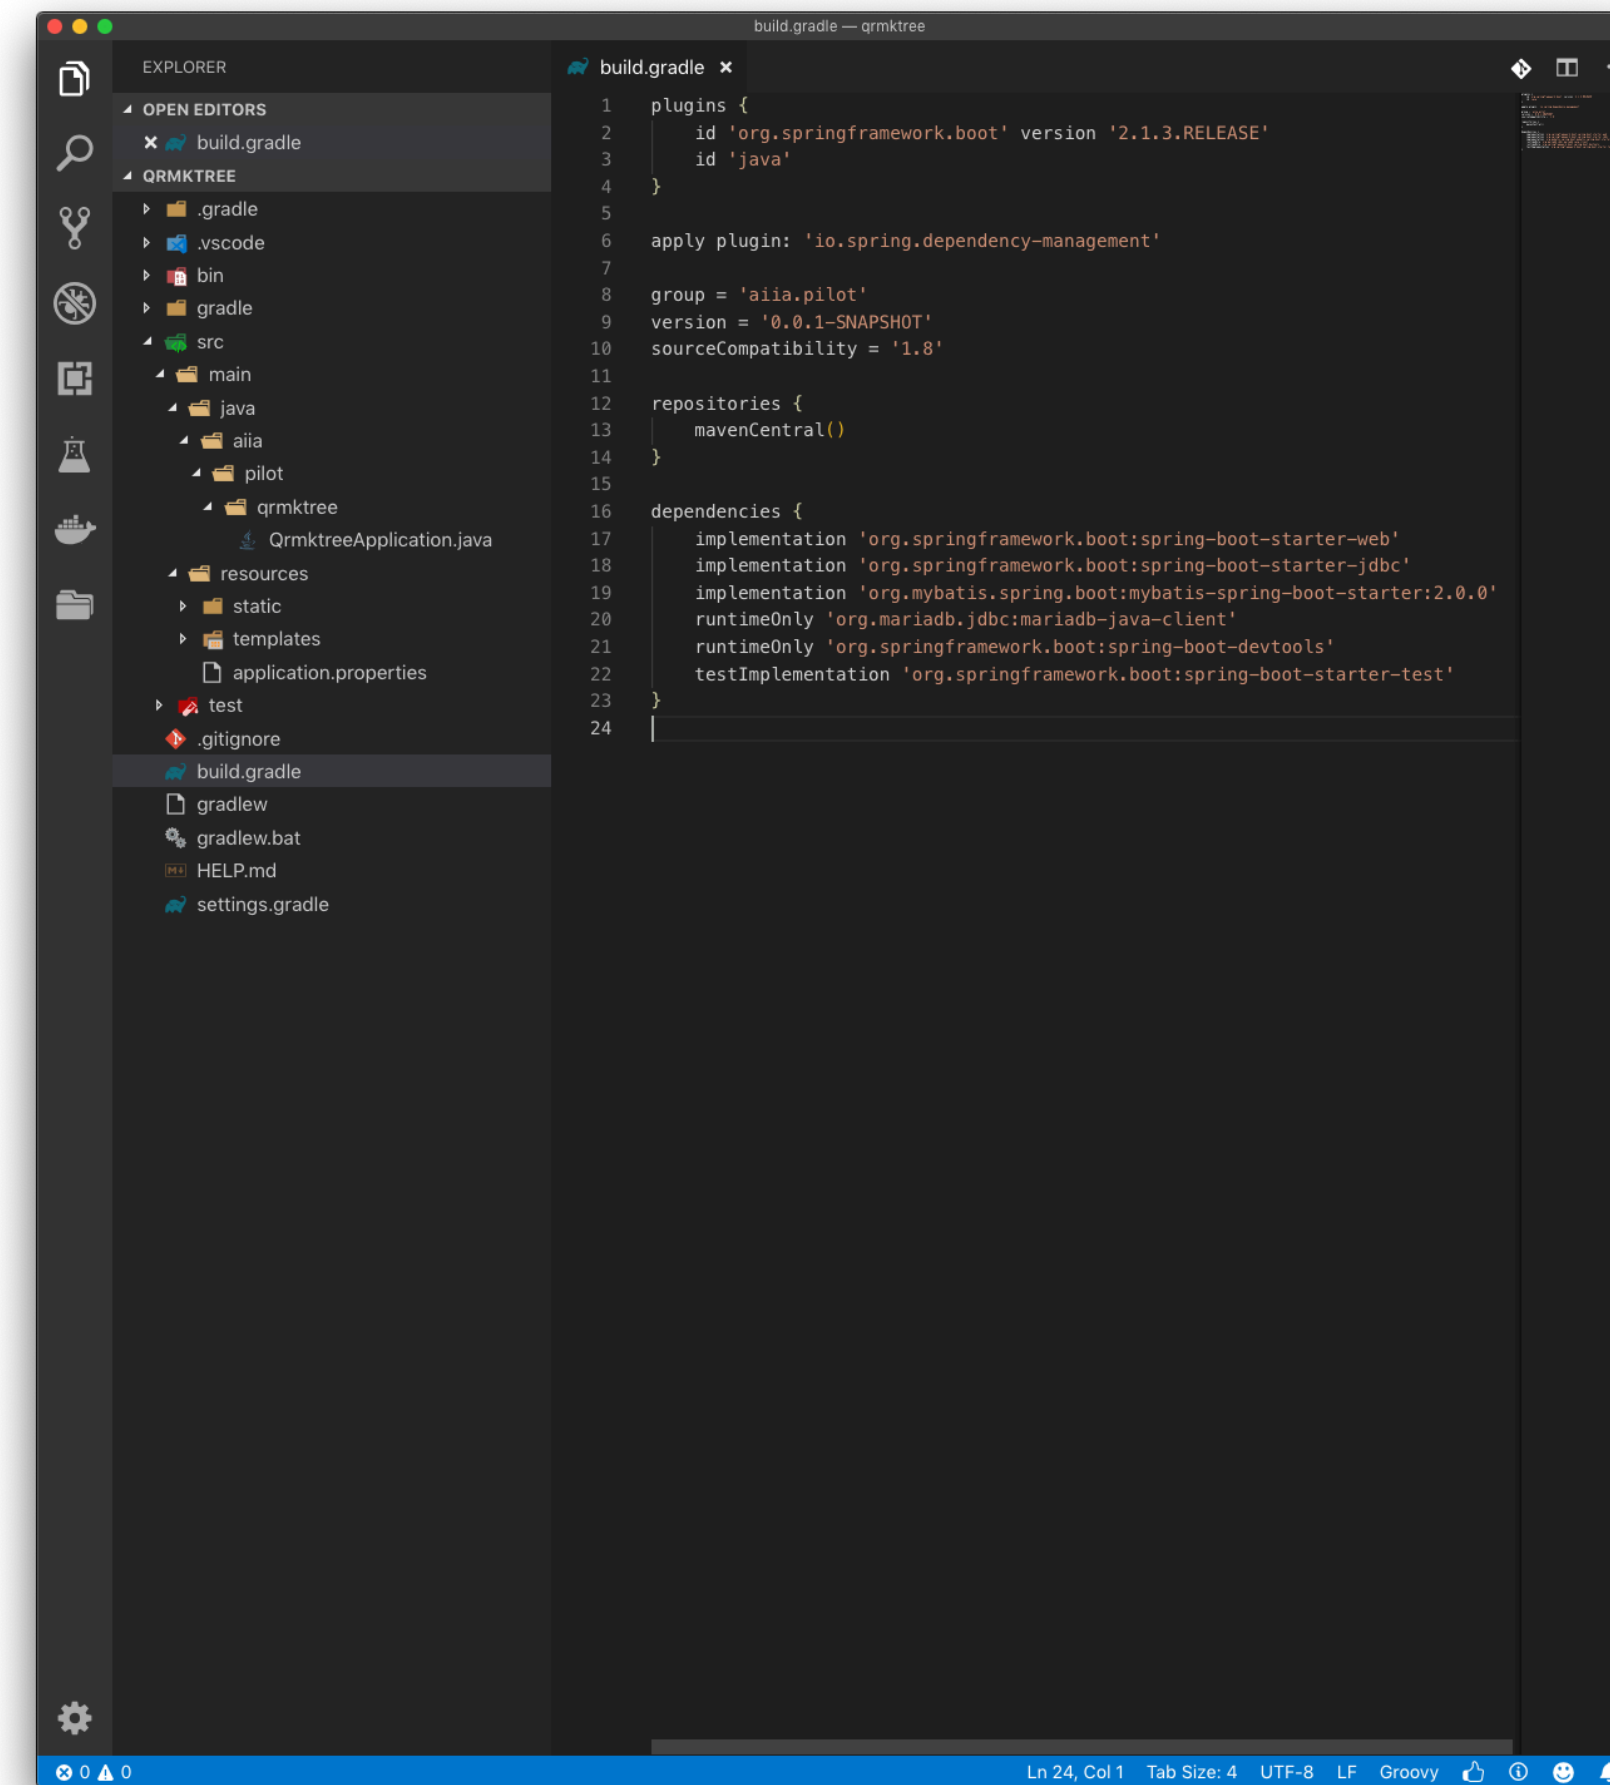 build.gradle — qrmktree
EXPLORER
OPEN EDITORS
build.gradle
QRMKTREE
.gradle
.vscode
bin
gradle
src
main
java
aiia
pilot
qrmktree
QrmktreeApplication.java
resources
static
templates
application.properties
test
.gitignore
build.gradle
gradlew
gradlew.bat
HELP.md
settings.gradle
build.gradle
1 plugins {
2 id 'org.springframework.boot' version '2.1.3.RELEASE'
3 id 'java'
4 }
5
6 apply plugin: 'io.spring.dependency-management'
7
8 group = 'aiia.pilot'
9 version = '0.0.1-SNAPSHOT'
10 sourceCompatibility = '1.8'
11
12 repositories {
13 mavenCentral()
14 }
15
16 dependencies {
17 implementation 'org.springframework.boot:spring-boot-starter-web'
18 implementation 'org.springframework.boot:spring-boot-starter-jdbc'
19 implementation 'org.mybatis.spring.boot:mybatis-spring-boot-starter:2.0.0'
20 runtimeOnly 'org.mariadb.jdbc:mariadb-java-client'
21 runtimeOnly 'org.springframework.boot:spring-boot-devtools'
22 testImplementation 'org.springframework.boot:spring-boot-starter-test'
23 }
24
0 0 Ln 24, Col 1 Tab Size: 4 UTF-8 LF Groovy